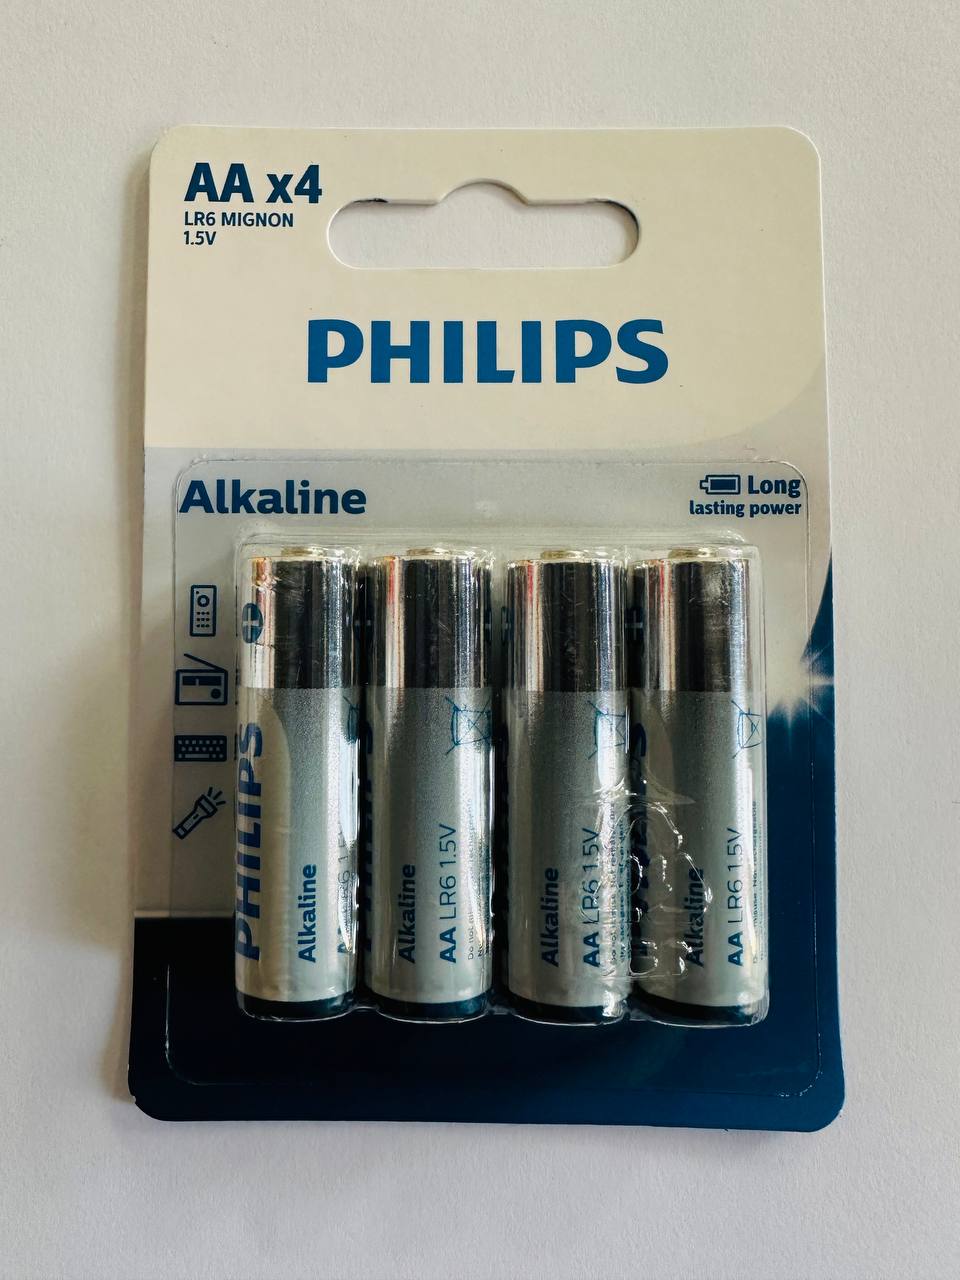 AA x4
LR6 MIGNON
1.5V
PHILIPS
Alkaline
Long
lasting power
PHILIPS
Alkaline
Alkaline
AA LR6 1.5V
Alkaline
AA LR6 1.5V
Alkaline
AA LR6 1.5V